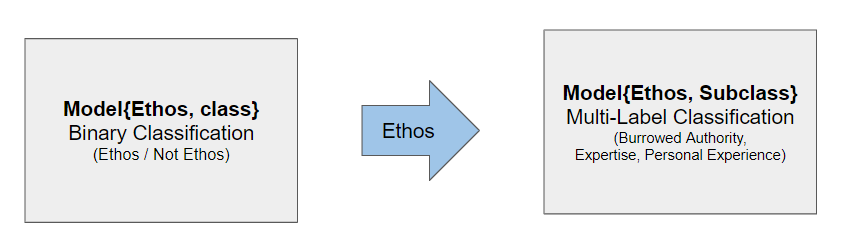 Model{Ethos, class}
Binary Classification
(Ethos / Not Ethos)
Ethos
Model{Ethos, Subclass}
Multi-Label Classification
(Burrowed Authority,
Expertise, Personal Experience)